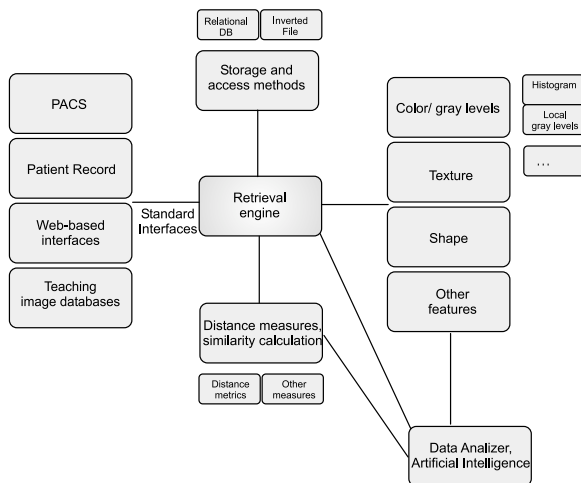 Relational
DB
Inverted
File
Storage and
access methods
PACS
Patient Record
Web-based
interfaces
Teaching
image databases
Standard
Interfaces
Retrieval
engine
Color/ gray levels
Histogram
Local
gray levels
...
Texture
Shape
Other
features
Distance measures,
similarity calculation
Distance
metrics
Other
measures
Data Analizer,
Artificial Intelligence